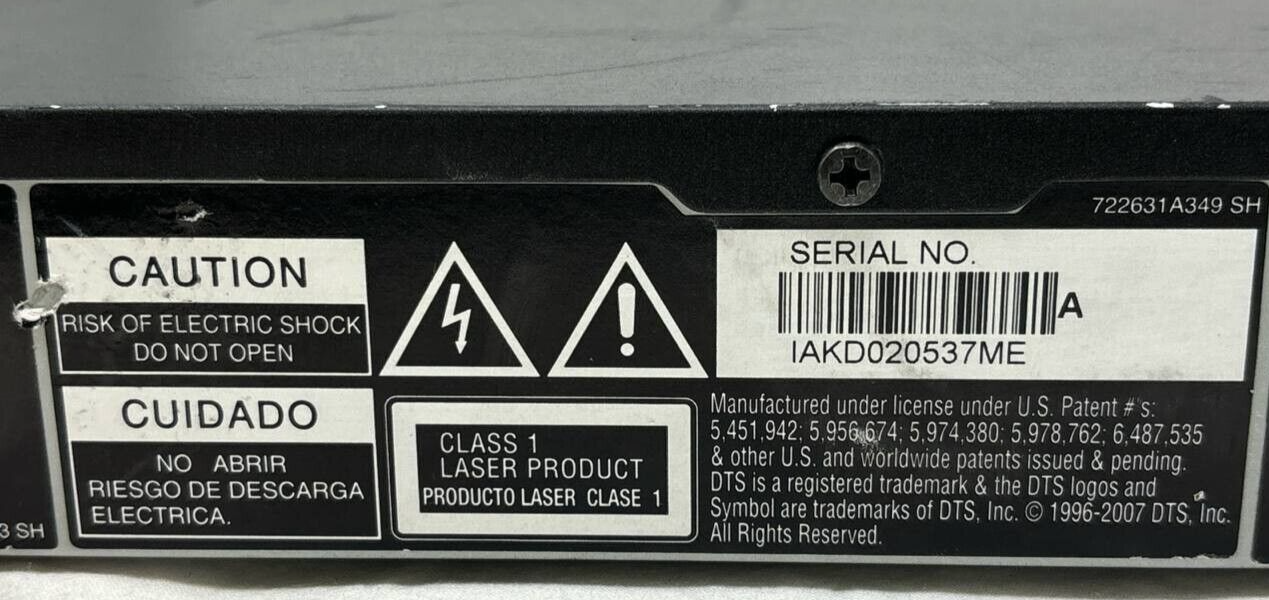 722631A349 SH
CAUTION
RISK OF ELECTRIC SHOCK
DO NOT OPEN
SERIAL NO.
A
IAKD020537ME
CUIDADO
NO ABRIR
RIESGO DE DESCARGA
ELECTRICA.
CLASS 1
LASER PRODUCT
PRODUCTO LASER CLASE 1
Manufactured under license under U.S. Patent #'s:
5,451,942; 5,956,674; 5,974,380; 5,978,762; 6,487,535
& other U.S. and worldwide patents issued & pending.
DTS is a registered trademark & the DTS logos and
Symbol are trademarks of DTS, Inc. © 1996-2007 DTS, Inc.
All Rights Reserved.
3 SH